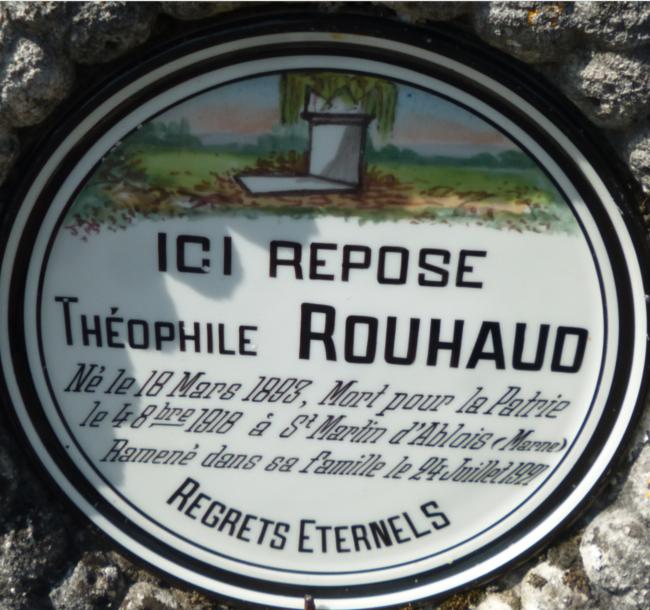 ICI REPOSE
THÉOPHILE ROUHAUD
Né le 18 Mars 1893, Mort pour la Patrie
le 4 8bre 1918 à St Martin d'Ablois (Marne)
Ramené dans sa famille le 24 Juillet 1921
REGRETS ETERNELS